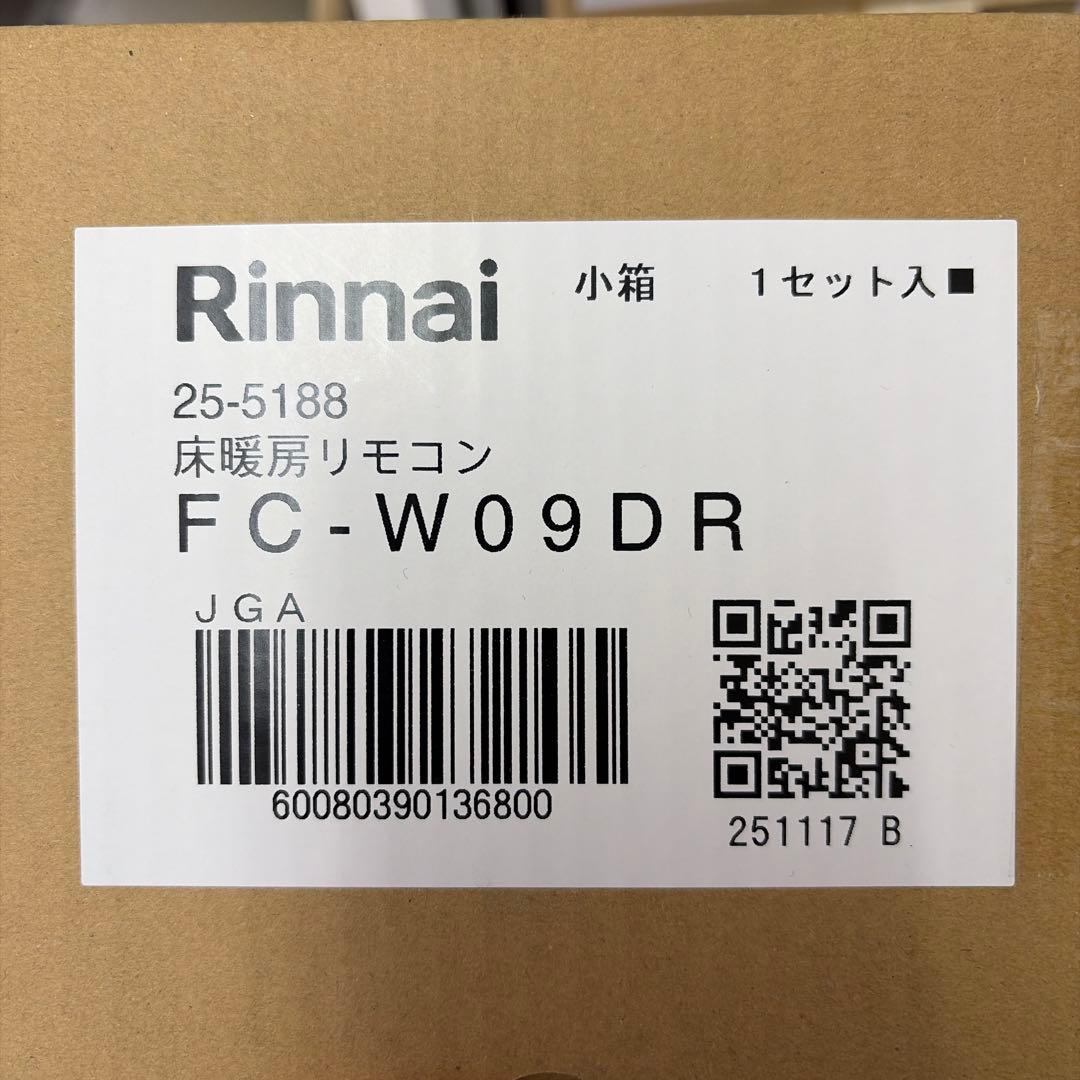 Rinnai 小箱 1セット入■
25-5188
床暖房リモコン
FC-W09DR
JGA
60080390136800
251117 B